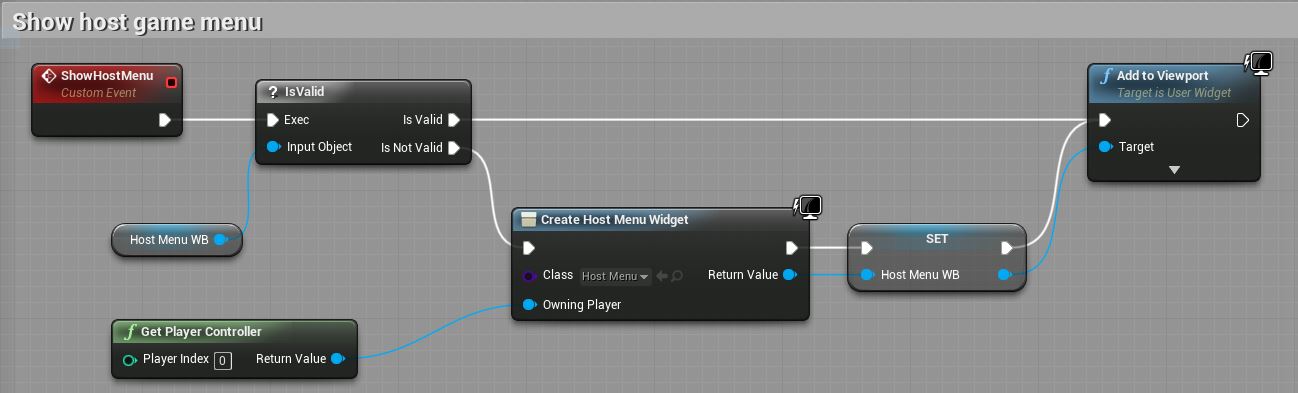 Show host game menu
ShowHostMenu
Custom Event
? IsValid
Exec Is Valid
Input Object Is Not Valid
Host Menu WB
f Get Player Controller
Player Index 0 Return Value
Create Host Menu Widget
Class Host Menu Return Value
Owning Player
SET
Host Menu WB
f Add to Viewport
Target is User Widget
Target